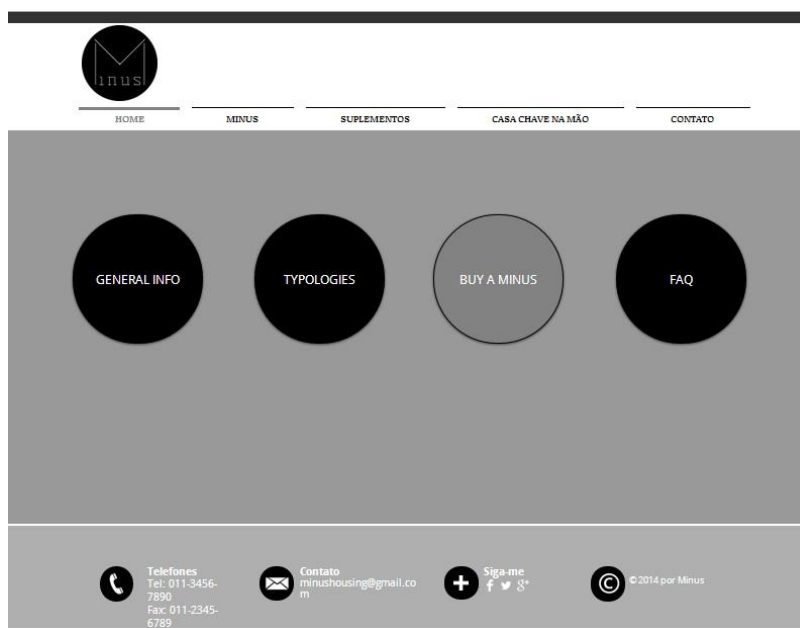 Minus
HOME MINUS SUPLEMENTOS CASA CHAVE NA MÃO CONTATO
GENERAL INFO TYPOLOGIES BUY A MINUS FAQ
Telefones
Tel: 011-3456-
7890
Fax: 011-2345-
6789
Contato
minushousing@gmail.co
m
Siga-me
f g+
© ©2014 por Minus